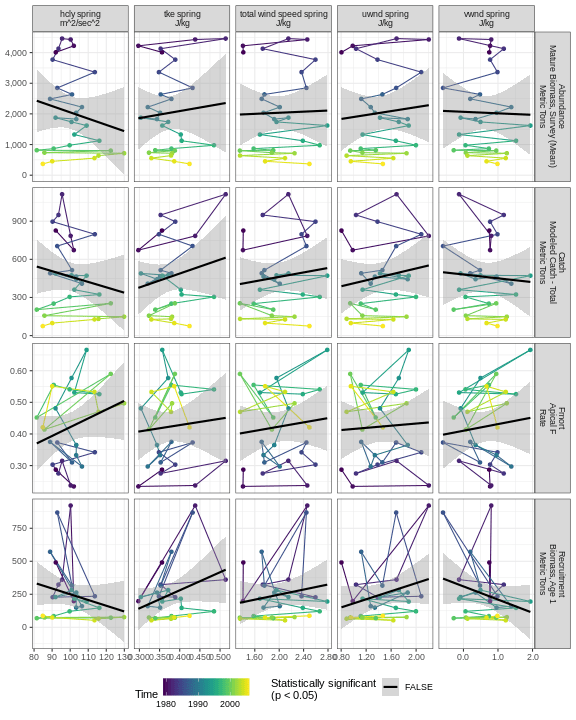 hcly spring
m^2/sec^2
tke spring
J/kg
total wind speed spring
J/kg
uwnd spring
J/kg
vwnd spring
J/kg
4,000
3,000
2,000
1,000
0
Abundance
Mature Biomass, Survey (Mean)
Metric Tons
900
600
300
0
Catch
Modeled Catch - Total
Metric Tons
0.60
0.50
0.40
0.30
Fmort
Apical F
Rate
750
500
250
0
Recruitment
Biomass, Age 1
Metric Tons
80 90 100 110 120 130
0.300 0.350 0.400 0.450 0.500
1.60 2.00 2.40 2.80
0.80 1.20 1.60 2.00
0.0 1.0 2.0
Time
1980 1990 2000
Statistically significant
(p < 0.05)
FALSE